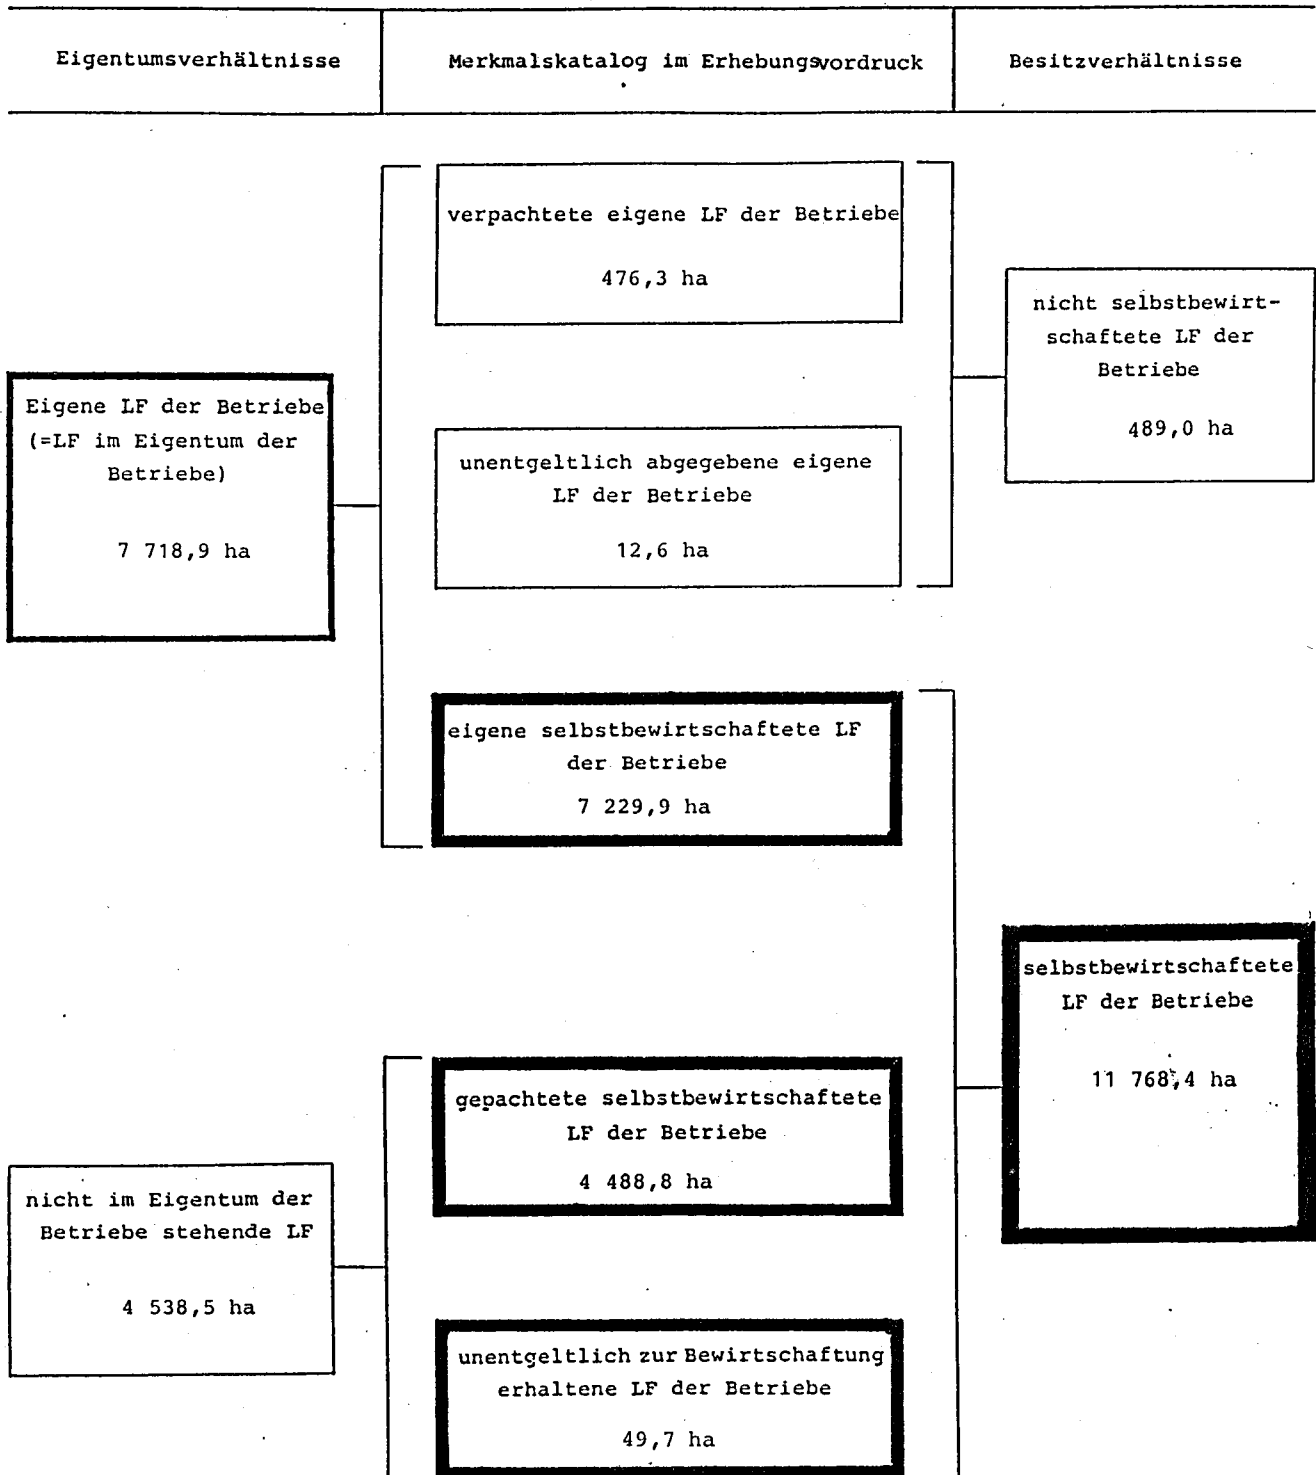 Eigentumsverhältnisse
Merkmalskatalog im Erhebungsvordruck
Besitzverhältnisse
verpachtete eigene LF der Betriebe
476,3 ha
nicht selbstbewirt-
schaftete LF der
Betriebe
489,0 ha
Eigene LF der Betriebe
(=LF im Eigentum der
Betriebe)
7 718,9 ha
unentgeltlich abgegebene eigene
LF der Betriebe
12,6 ha
eigene selbstbewirtschaftete LF
der Betriebe
7 229,9 ha
selbstbewirtschaftete
LF der Betriebe
11 768,4 ha
gepachtete selbstbewirtschaftete
LF der Betriebe
4 488,8 ha
nicht im Eigentum der
Betriebe stehende LF
4 538,5 ha
unentgeltlich zur Bewirtschaftung
erhaltene LF der Betriebe
49,7 ha